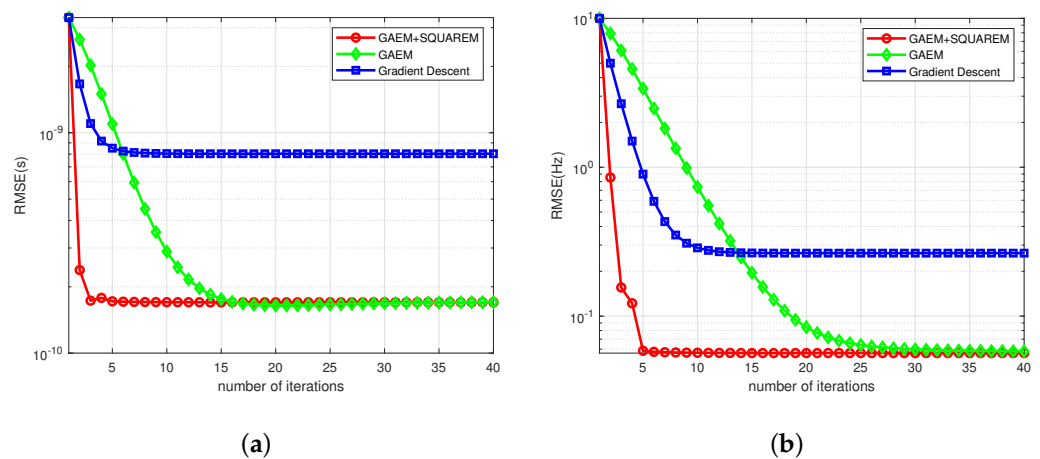 GAEM+SQUAREM
GAEM
Gradient Descent
RMSE(s)
10^-9
10^-10
5 10 15 20 25 30 35 40
number of iterations
(a)
GAEM+SQUAREM
GAEM
Gradient Descent
RMSE(Hz)
10^1
10^0
10^-1
5 10 15 20 25 30 35 40
number of iterations
(b)